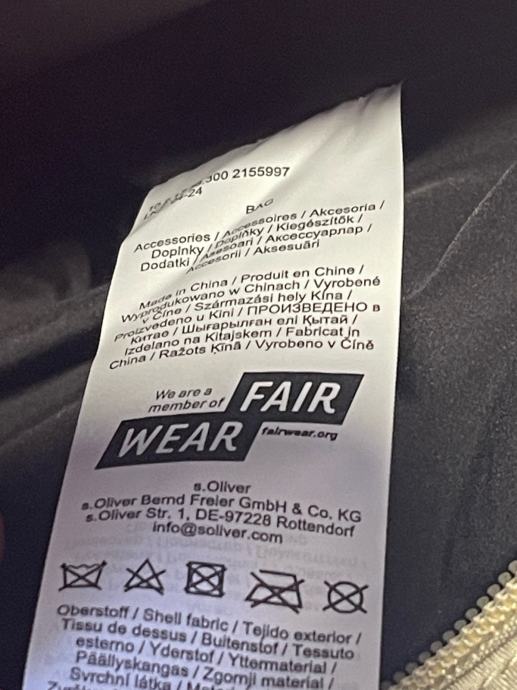 300 2155997
24
BAG
Accessories / Accessoires / Akcesoria /
Doplnky / Doplňky / Kiegészítők /
Dodatki / Asesoari / Аксессуарлар /
Accesorii / Aksesuāri
Made in China / Produit en Chine /
Wyprodukowano w Chinach / Vyrobené
v Číne / Származási hely Kína /
Proizvedeno u Kini / ПРОИЗВЕДЕНО в
Китае / Шығарылған елі Қытай /
Izdelano na Kitajskem / Fabricat in
China / Ražots Ķīnā / Vyrobeno v Číně
We are a
member of
FAIR
WEAR
fairwear.org
s.Oliver
s.Oliver Bernd Freier GmbH & Co. KG
s.Oliver Str. 1, DE-97228 Rottendorf
info@soliver.com
Oberstoff / Shell fabric / Tejido exterior /
Tissu de dessus / Buitenstof / Tessuto
esterno / Yderstof / Yttermaterial /
Päällyskangas / Zgornji material /
Svrchní látka /